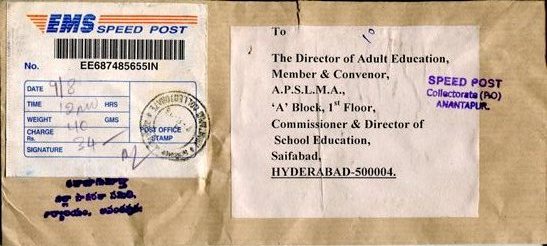 EMS SPEED POST
No. EE687485655IN
DATE 9/8
TIME 12 HRS
WEIGHT 40 GMS
CHARGE
Rs. 34
SIGNATURE
POST OFFICE
STAMP
To
The Director of Adult Education,
Member & Convenor,
A.P.S.L.M.A.,
'A' Block, 1st Floor,
Commissioner & Director of
School Education,
Saifabad,
HYDERABAD-500004.
SPEED POST
Collectorate (P.O)
ANANTAPUR.